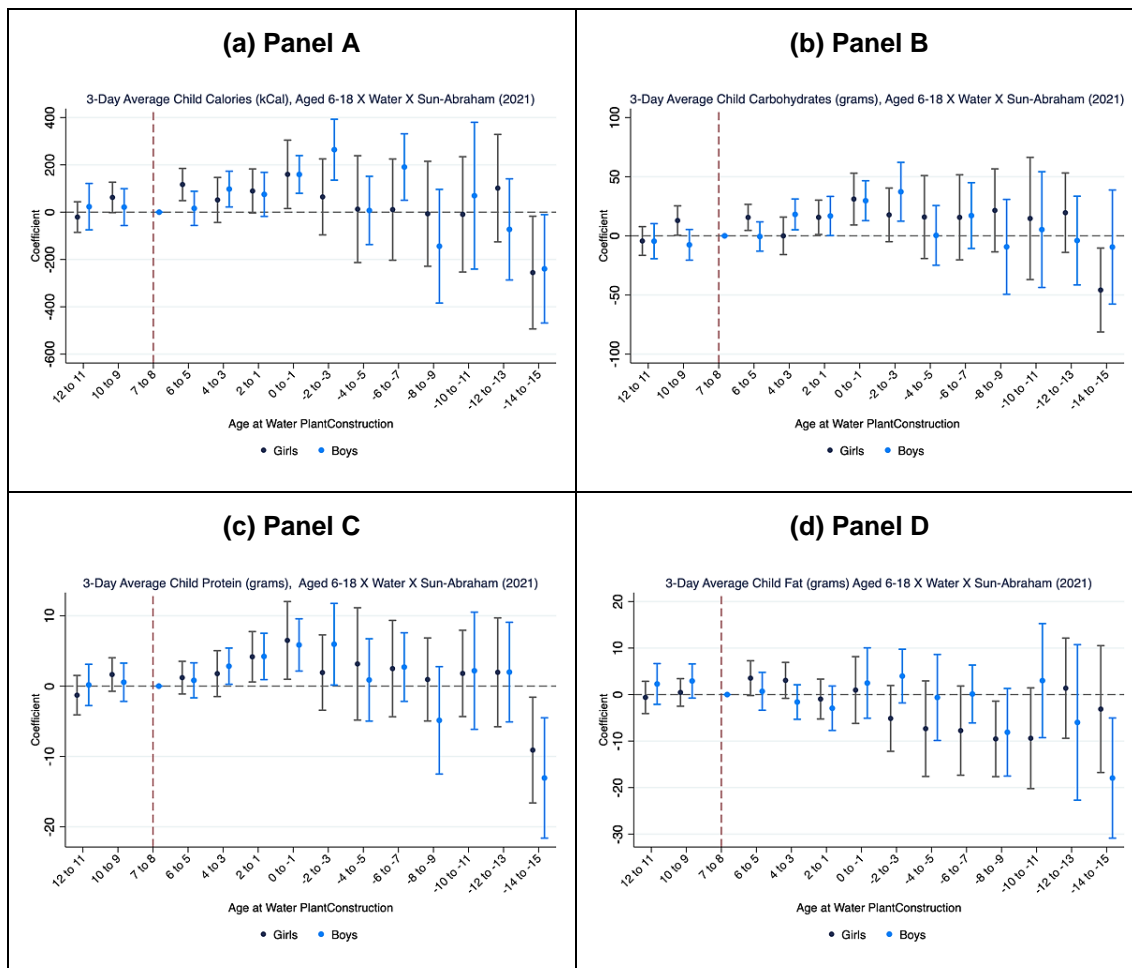 (a) Panel A
3-Day Average Child Calories (kCal), Aged 6-18 X Water X Sun-Abraham (2021)
400
200
0
-200
-400
-600
Coefficient
12 to 11
10 to 9
7 to 8
6 to 5
4 to 3
2 to 1
0 to -1
-2 to -3
-4 to -5
-6 to -7
-8 to -9
-10 to -11
-12 to -13
-14 to -15
Age at Water PlantConstruction
Girls Boys
(b) Panel B
3-Day Average Child Carbohydrates (grams), Aged 6-18 X Water X Sun-Abraham (2021)
100
50
0
-50
-100
Coefficient
12 to 11
10 to 9
7 to 8
6 to 5
4 to 3
2 to 1
0 to -1
-2 to -3
-4 to -5
-6 to -7
-8 to -9
-10 to -11
-12 to -13
-14 to -15
Age at Water PlantConstruction
Girls Boys
(c) Panel C
3-Day Average Child Protein (grams), Aged 6-18 X Water X Sun-Abraham (2021)
10
0
-10
-20
Coefficient
12 to 11
10 to 9
7 to 8
6 to 5
4 to 3
2 to 1
0 to -1
-2 to -3
-4 to -5
-6 to -7
-8 to -9
-10 to -11
-12 to -13
-14 to -15
Age at Water PlantConstruction
Girls Boys
(d) Panel D
3-Day Average Child Fat (grams) Aged 6-18 X Water X Sun-Abraham (2021)
20
10
0
-10
-20
-30
Coefficient
12 to 11
10 to 9
7 to 8
6 to 5
4 to 3
2 to 1
0 to -1
-2 to -3
-4 to -5
-6 to -7
-8 to -9
-10 to -11
-12 to -13
-14 to -15
Age at Water PlantConstruction
Girls Boys